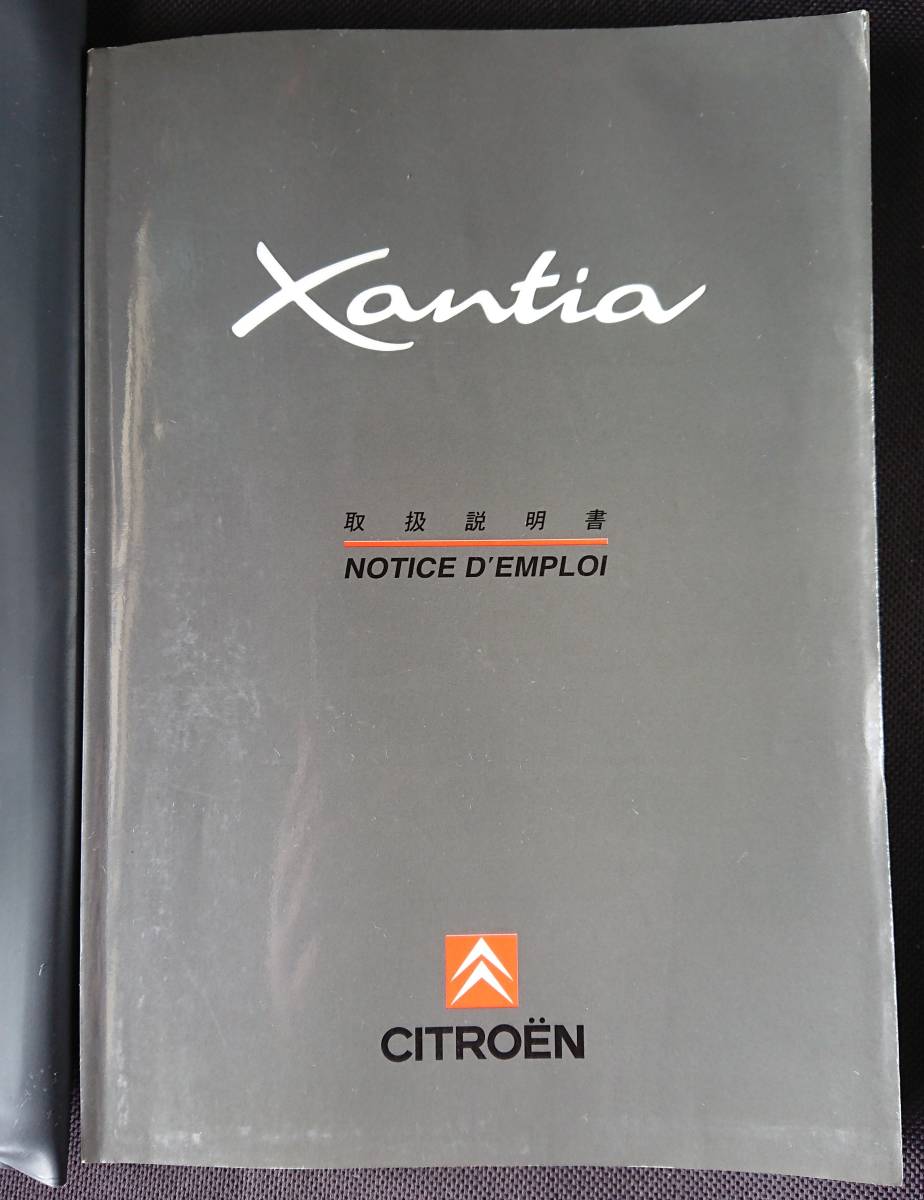 Xantia
取扱説明書
NOTICE D'EMPLOI
CITROËN